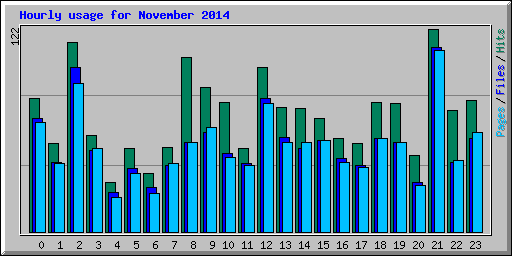 Hourly usage for November 2014
122
Pages/Files/Hits
0 1 2 3 4 5 6 7 8 9 10 11 12 13 14 15 16 17 18 19 20 21 22 23